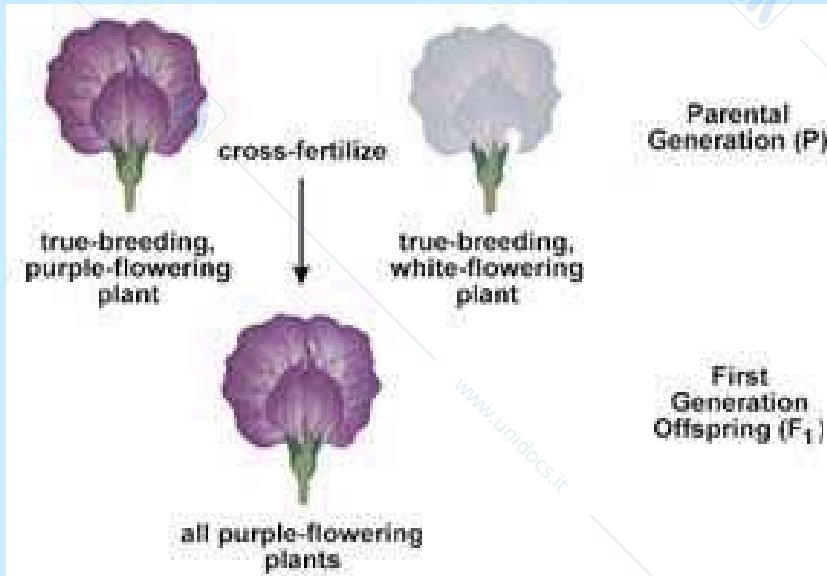 cross-fertilize
Parental
Generation (P)
true-breeding,
purple-flowering
plant
true-breeding,
white-flowering
plant
www.unidocs.it
First
Generation
Offspring (F1)
all purple-flowering
plants